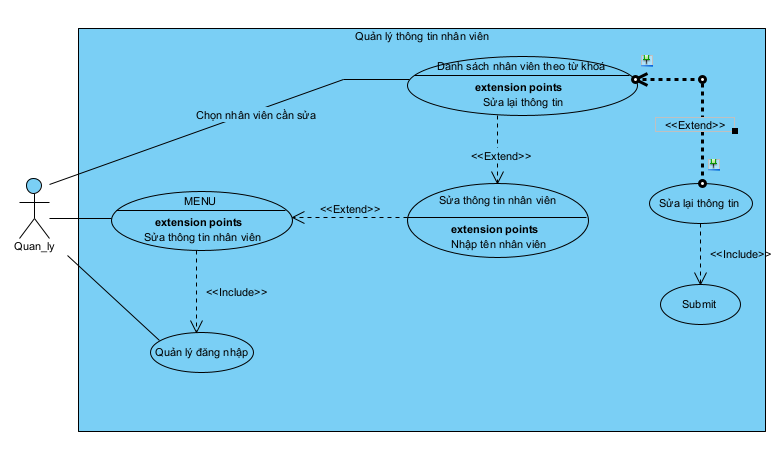 Quản lý thông tin nhân viên
Danh sách nhân viên theo từ khoá
extension points
Sửa lại thông tin
Chọn nhân viên cần sửa
<<Extend>>
<<Extend>>
MENU
extension points
Sửa thông tin nhân viên
<<Extend>>
Sửa thông tin nhân viên
extension points
Nhập tên nhân viên
Sửa lại thông tin
Quan_ly
<<Include>>
<<Include>>
Submit
Quản lý đăng nhập